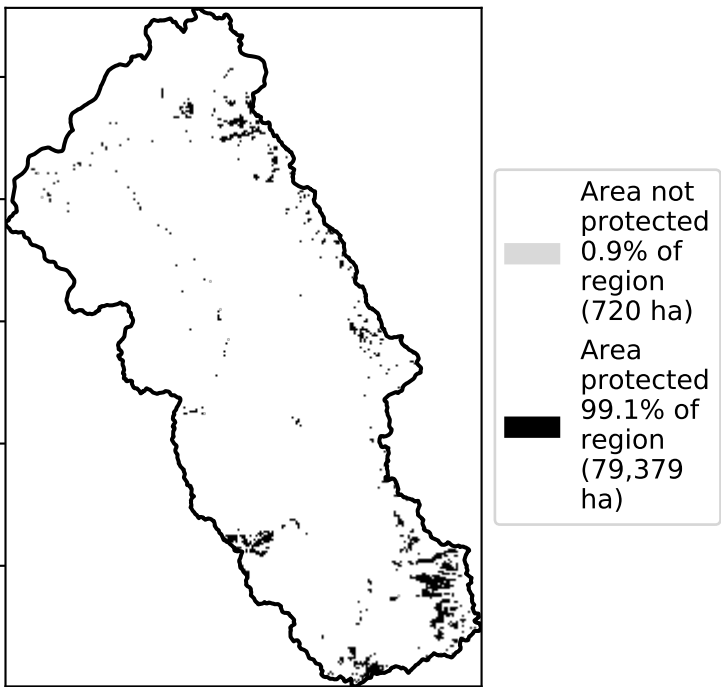 Area not
protected
0.9% of
region
(720 ha)
Area
protected
99.1% of
region
(79,379
ha)